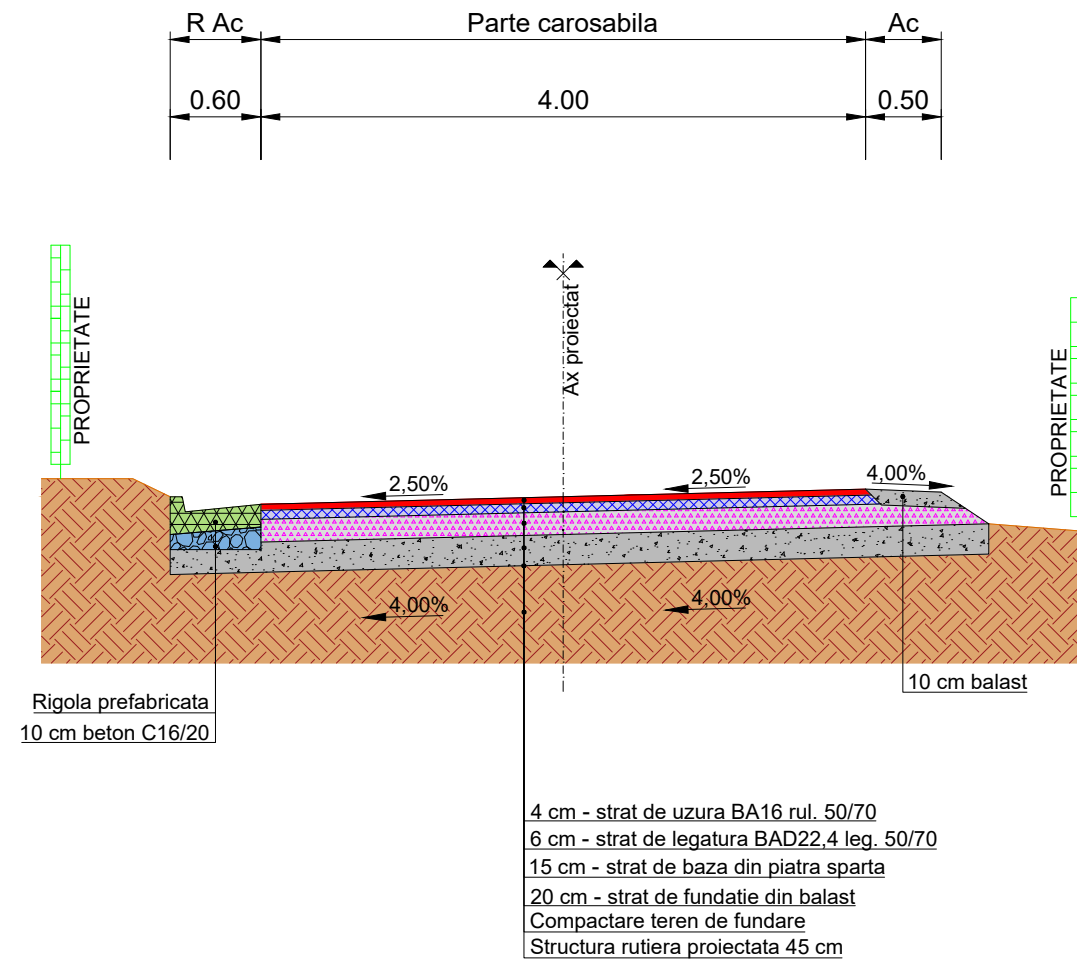 R Ac
Parte carosabila
Ac
0.60
4.00
0.50
PROPRIETATE
Ax proiectat
PROPRIETATE
2,50%
2,50%
4,00%
4,00%
4,00%
Rigola prefabricata
10 cm beton C16/20
10 cm balast
4 cm - strat de uzura BA16 rul. 50/70
6 cm - strat de legatura BAD22,4 leg. 50/70
15 cm - strat de baza din piatra sparta
20 cm - strat de fundatie din balast
Compactare teren de fundare
Structura rutiera proiectata 45 cm